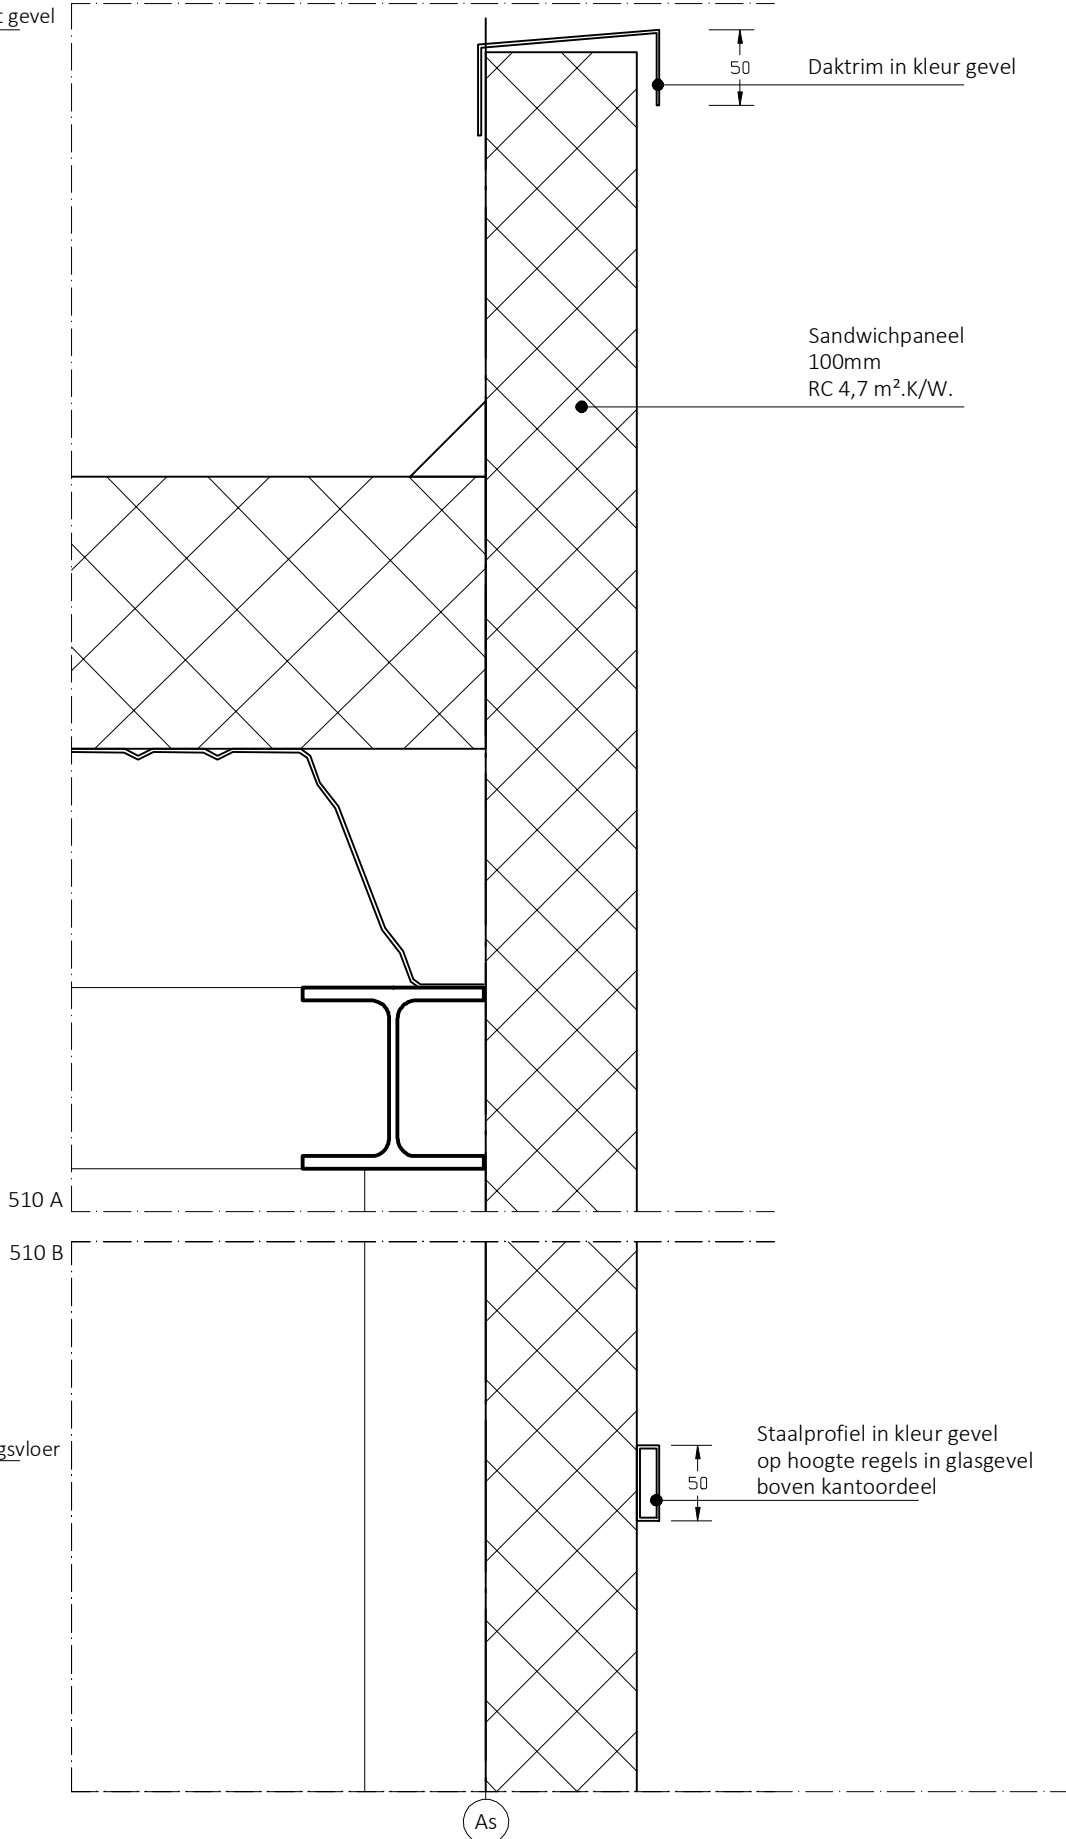 t gevel
50
Daktrim in kleur gevel
Sandwichpaneel
100mm
RC 4,7 m².K/W.
510 A
510 B
gsvloer
Staalprofiel in kleur gevel
op hoogte regels in glasgevel
boven kantoordeel
50
As